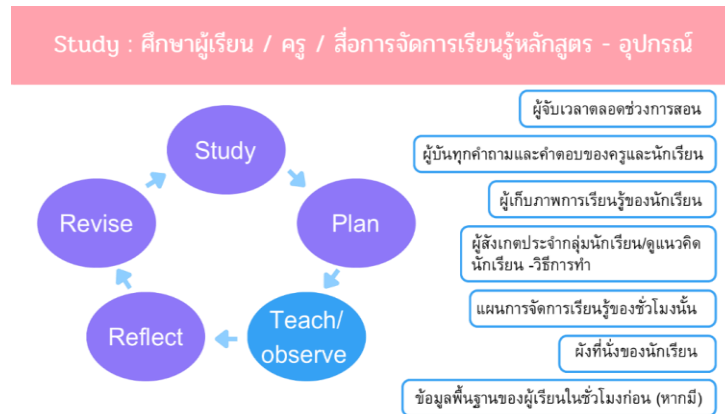 Study : ศึกษาผู้เรียน / ครู / สื่อการจัดการเรียนรู้หลักสูตร - อุปกรณ์
Study
Plan
Teach/
observe
Reflect
Revise
ผู้จับเวลาตลอดช่วงการสอน
ผู้บันทุกคำถามและคำตอบของครูและนักเรียน
ผู้เก็บภาพการเรียนรู้ของนักเรียน
ผู้สังเกตประจำกลุ่มนักเรียน/ดูแนวคิด
นักเรียน -วิธีการทำ
แผนการจัดการเรียนรู้ของชั่วโมงนั้น
ผังที่นั่งของนักเรียน
ข้อมูลพื้นฐานของผู้เรียนในชั่วโมงก่อน (หากมี)